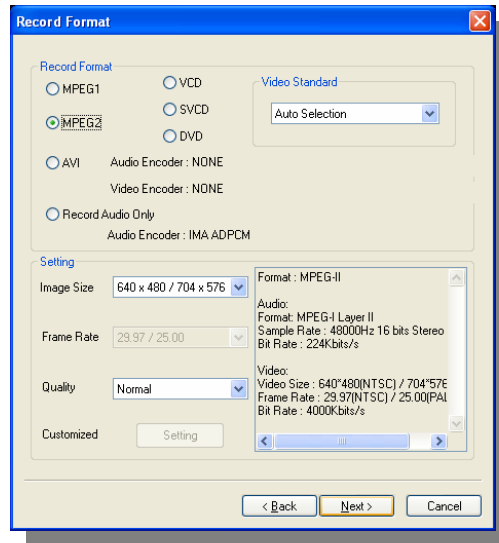 Record Format
Record Format
MPEG1
VCD
Video Standard
SVCD
Auto Selection
MPEG2
DVD
AVI Audio Encoder : NONE
Video Encoder : NONE
Record Audio Only
Audio Encoder : IMA ADPCM
Setting
Image Size 640 x 480 / 704 x 576
Frame Rate 29.97 / 25.00
Quality Normal
Customized Setting
Format : MPEG-II
Audio:
Format: MPEG-I Layer II
Sample Rate : 48000Hz 16 bits Stereo
Bit Rate : 224Kbits/s
Video:
Video Size : 640*480(NTSC) / 704*576
Frame Rate : 29.97(NTSC) / 25.00(PAL
Bit Rate : 4000Kbits/s
< Back Next > Cancel